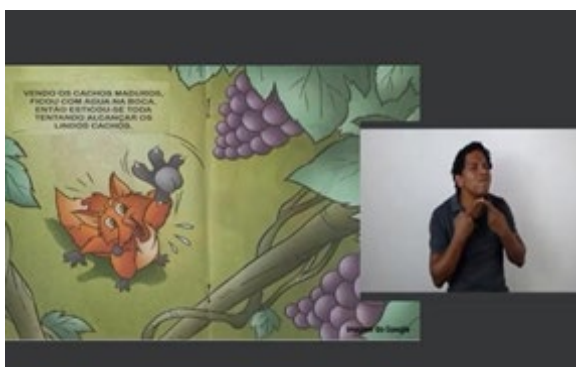 VENDO OS CACHOS MADUROS,
FICOU COM ÁGUA NA BOCA.
ENTÃO ESTICOU-SE TODA
TENTANDO ALCANÇAR OS
LINDOS CACHOS.
Imagens do Google